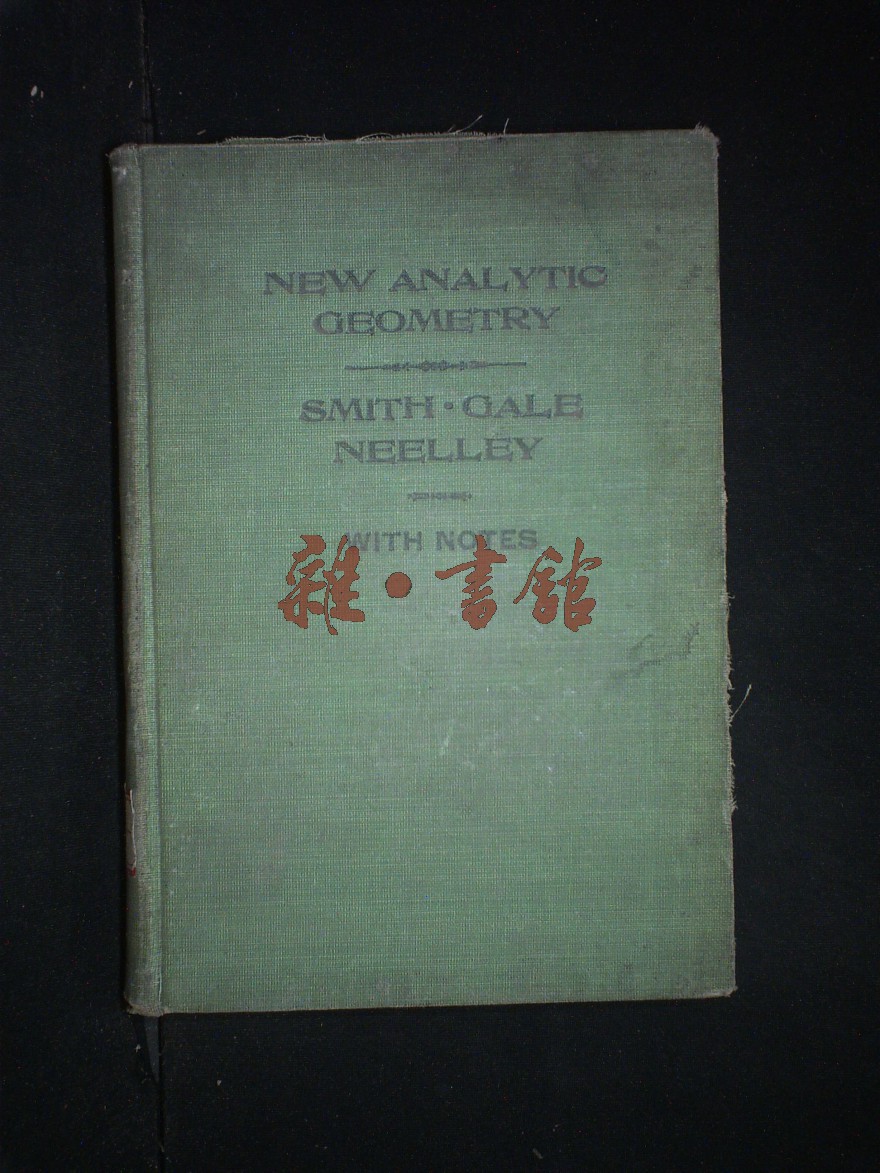 NEW ANALYTIC
GEOMETRY
SMITH • GALE
NEELLEY
WITH NOTES
雜•書館